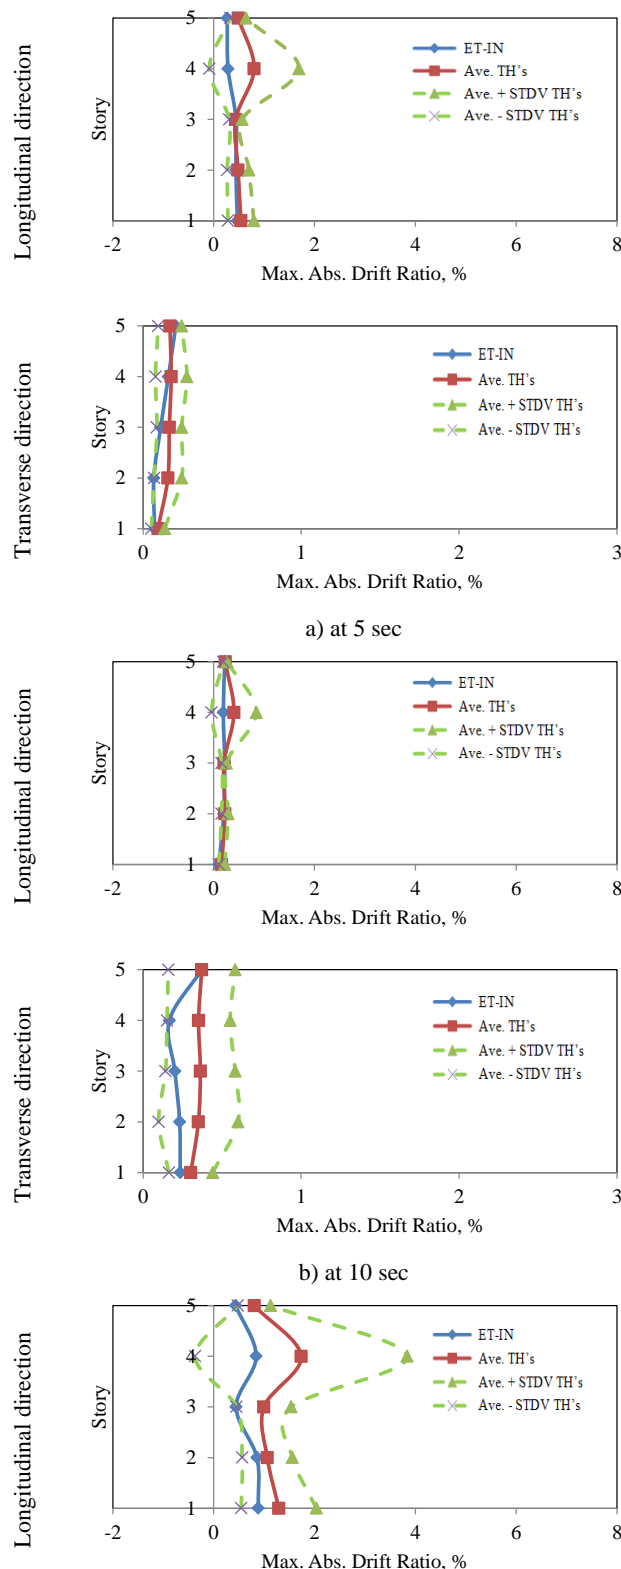 Longitudinal direction
Story
5
4
3
2
1
-2 0 2 4 6 8
Max. Abs. Drift Ratio, %
ET-IN
Ave. TH's
Ave. + STDV TH's
Ave. - STDV TH's
Transverse direction
Story
5
4
3
2
1
0 1 2 3
Max. Abs. Drift Ratio, %
ET-IN
Ave. TH's
Ave. + STDV TH's
Ave. - STDV TH's
a) at 5 sec
Longitudinal direction
Story
5
4
3
2
1
-2 0 2 4 6 8
Max. Abs. Drift Ratio, %
ET-IN
Ave. TH's
Ave. + STDV TH's
Ave. - STDV TH's
Transverse direction
Story
5
4
3
2
1
0 1 2 3
Max. Abs. Drift Ratio, %
ET-IN
Ave. TH's
Ave. + STDV TH's
Ave. - STDV TH's
b) at 10 sec
Longitudinal direction
Story
5
4
3
2
1
-2 0 2 4 6 8
Max. Abs. Drift Ratio, %
ET-IN
Ave. TH's
Ave. + STDV TH's
Ave. - STDV TH's